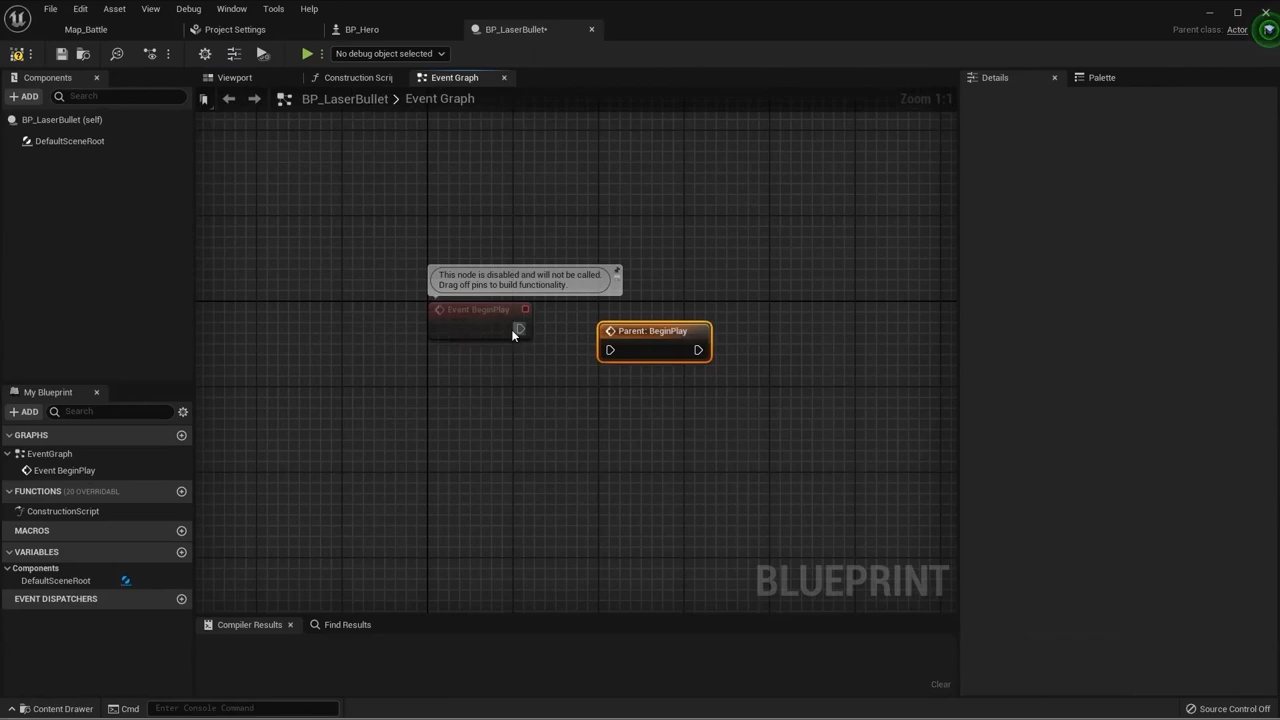 File Edit Asset View Debug Window Tools Help
Map_Battle Project Settings BP_Hero BP_LaserBullet• Parent class: Actor
No debug object selected
Components Viewport Construction Scrip Event Graph Details Palette
+ ADD Search BP_LaserBullet > Event Graph Zoom 1:1
BP_LaserBullet (self)
DefaultSceneRoot
This node is disabled and will not be called.
Drag off pins to build functionality.
Event BeginPlay
Parent: BeginPlay
My Blueprint
+ ADD Search
GRAPHS
EventGraph
Event BeginPlay
FUNCTIONS (20 OVERRIDABL
ConstructionScript
MACROS
VARIABLES
Components
DefaultSceneRoot
EVENT DISPATCHERS
BLUEPRINT
Compiler Results Find Results
Clear
Content Drawer Cmd Enter Console Command Source Control Off